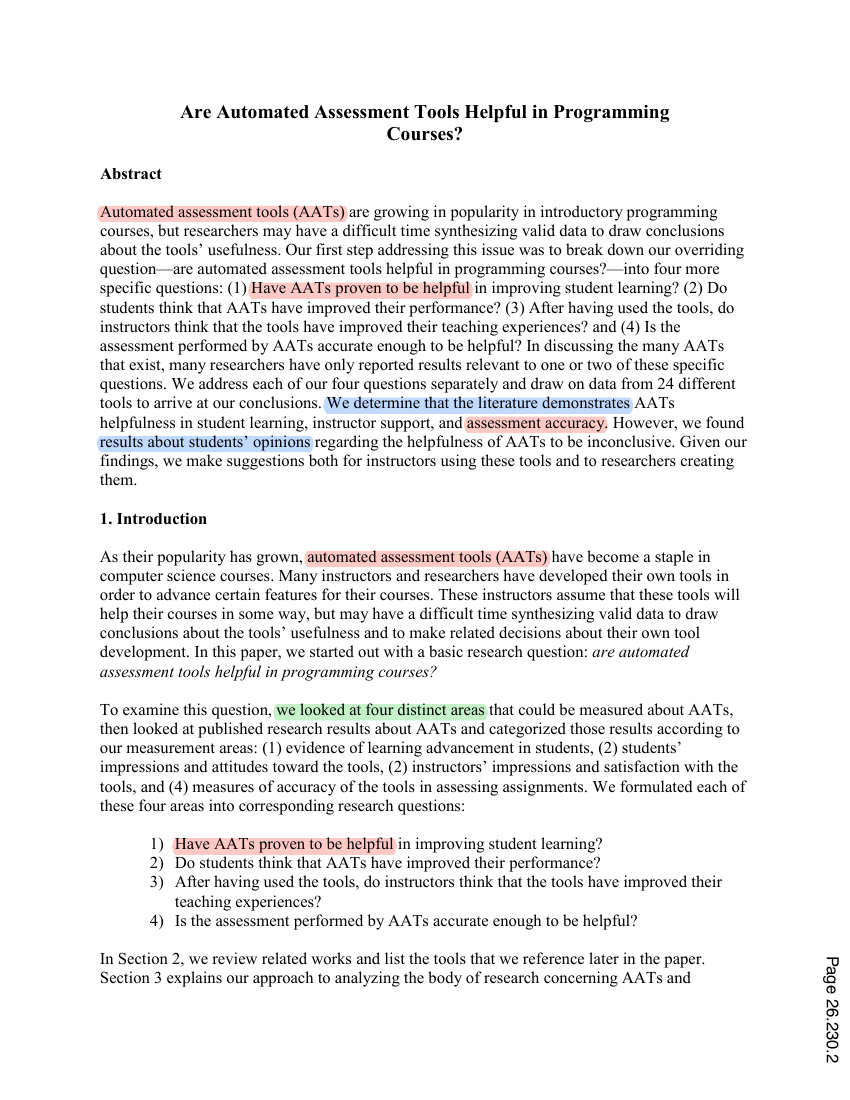 Are Automated Assessment Tools Helpful in Programming
Courses?
Abstract
Automated assessment tools (AATs) are growing in popularity in introductory programming
courses, but researchers may have a difficult time synthesizing valid data to draw conclusions
about the tools’ usefulness. Our first step addressing this issue was to break down our overriding
question—are automated assessment tools helpful in programming courses?—into four more
specific questions: (1) Have AATs proven to be helpful in improving student learning? (2) Do
students think that AATs have improved their performance? (3) After having used the tools, do
instructors think that the tools have improved their teaching experiences? and (4) Is the
assessment performed by AATs accurate enough to be helpful? In discussing the many AATs
that exist, many researchers have only reported results relevant to one or two of these specific
questions. We address each of our four questions separately and draw on data from 24 different
tools to arrive at our conclusions. We determine that the literature demonstrates AATs
helpfulness in student learning, instructor support, and assessment accuracy. However, we found
results about students’ opinions regarding the helpfulness of AATs to be inconclusive. Given our
findings, we make suggestions both for instructors using these tools and to researchers creating
them.
1. Introduction
As their popularity has grown, automated assessment tools (AATs) have become a staple in
computer science courses. Many instructors and researchers have developed their own tools in
order to advance certain features for their courses. These instructors assume that these tools will
help their courses in some way, but may have a difficult time synthesizing valid data to draw
conclusions about the tools’ usefulness and to make related decisions about their own tool
development. In this paper, we started out with a basic research question: are automated
assessment tools helpful in programming courses?
To examine this question, we looked at four distinct areas that could be measured about AATs,
then looked at published research results about AATs and categorized those results according to
our measurement areas: (1) evidence of learning advancement in students, (2) students’
impressions and attitudes toward the tools, (2) instructors’ impressions and satisfaction with the
tools, and (4) measures of accuracy of the tools in assessing assignments. We formulated each of
these four areas into corresponding research questions:
1) Have AATs proven to be helpful in improving student learning?
2) Do students think that AATs have improved their performance?
3) After having used the tools, do instructors think that the tools have improved their
teaching experiences?
4) Is the assessment performed by AATs accurate enough to be helpful?
In Section 2, we review related works and list the tools that we reference later in the paper.
Section 3 explains our approach to analyzing the body of research concerning AATs and
Page 26.230.2